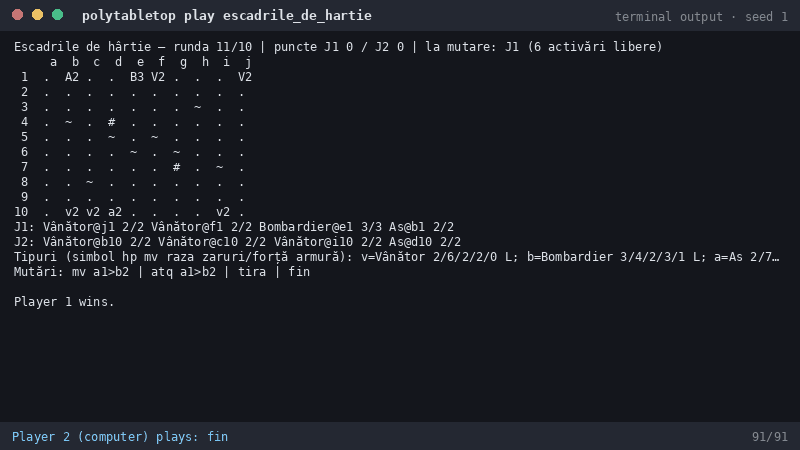 polytabletop play escadrile_de_hartie
terminal output · seed 1
Escadrile de hârtie — runda 11/10 | puncte J1 0 / J2 0 | la mutare: J1 (6 activări libere)
a b c d e f g h i j
1 . A2 . . B3 V2 . . . V2
2 . . . . . . . . . .
3 . . . . . . . ~ . .
4 . ~ . # . . . . . .
5 . . . ~ . ~ . . . .
6 . . . . ~ . ~ . . .
7 . . . . . . # . ~ .
8 . . ~ . . . . . . .
9 . . . . . . . . . .
10 . v2 v2 a2 . . . . v2 .
J1: Vânător@j1 2/2 Vânător@f1 2/2 Bombardier@e1 3/3 As@b1 2/2
J2: Vânător@b10 2/2 Vânător@c10 2/2 Vânător@i10 2/2 As@d10 2/2
Tipuri (simbol hp mv raza zaruri/forță armură): v=Vânător 2/6/2/2/0 L; b=Bombardier 3/4/2/3/1 L; a=As 2/7…
Mutări: mv a1>b2 | atq a1>b2 | tira | fin
Player 1 wins.
Player 2 (computer) plays: fin
91/91